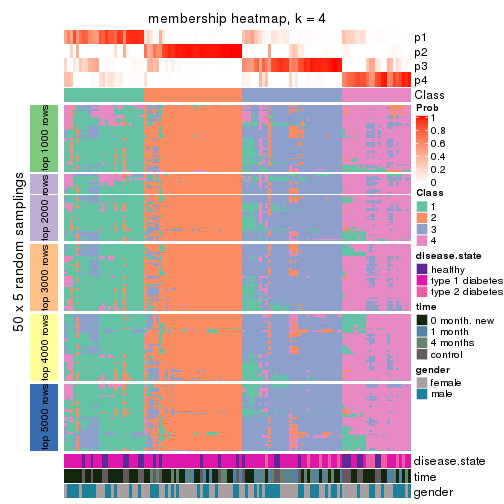 membership heatmap, k = 4
p1
p2
p3
p4
Class
50 x 5 random samplings
top 1000 rows
top 2000 rows
top 3000 rows
top 4000 rows
top 5000 rows
Prob
1
0.8
0.6
0.4
0.2
0
Class
1
2
3
4
disease.state
healthy
type 1 diabetes
type 2 diabetes
time
0 month. new
1 month
4 months
control
gender
female
male
disease.state
time
gender